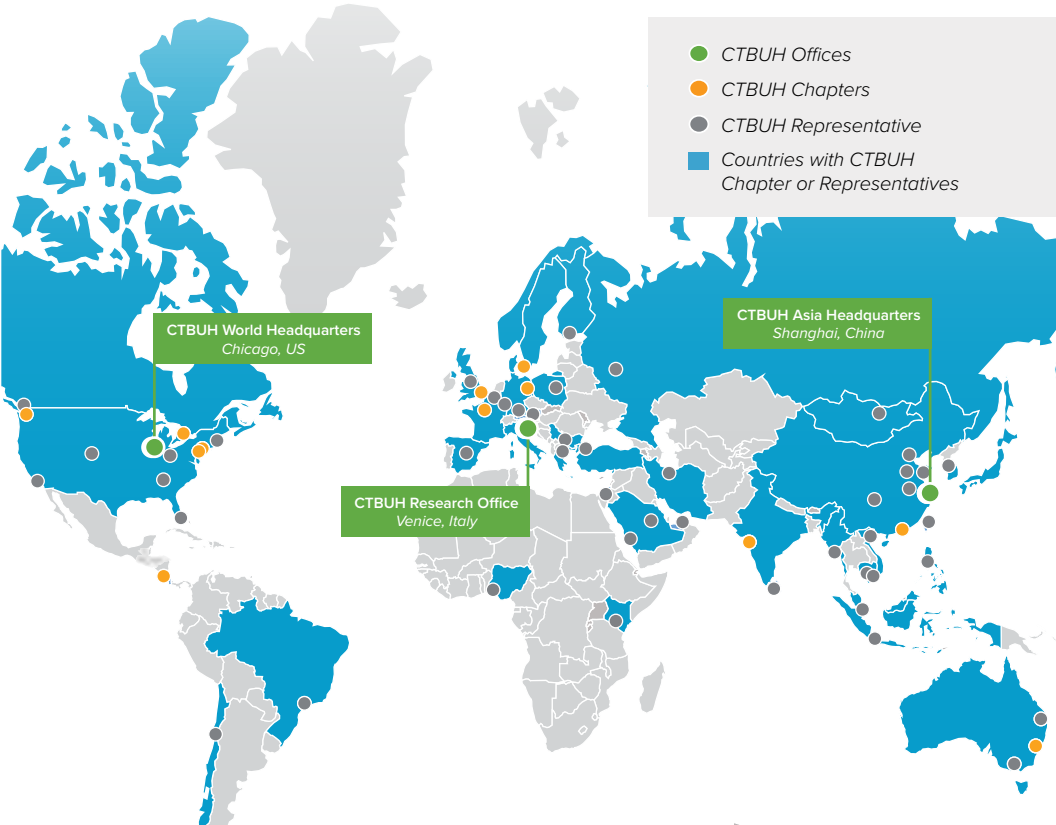 CTBUH Offices
CTBUH Chapters
CTBUH Representative
Countries with CTBUH
Chapter or Representatives
CTBUH World Headquarters
Chicago, US
CTBUH Asia Headquarters
Shanghai, China
CTBUH Research Office
Venice, Italy